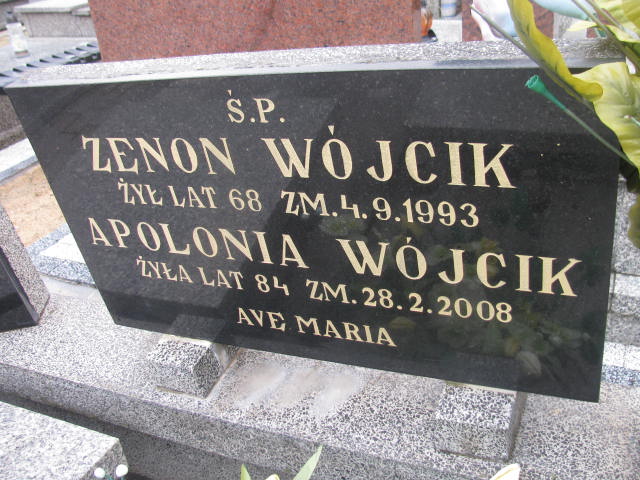 Ś.P.
ZENON WÓJCIK
ŻYŁ LAT 68 ZM. 4.9.1993
APOLONIA WÓJCIK
ŻYŁA LAT 84 ZM. 28.2.2008
AVE MARIA